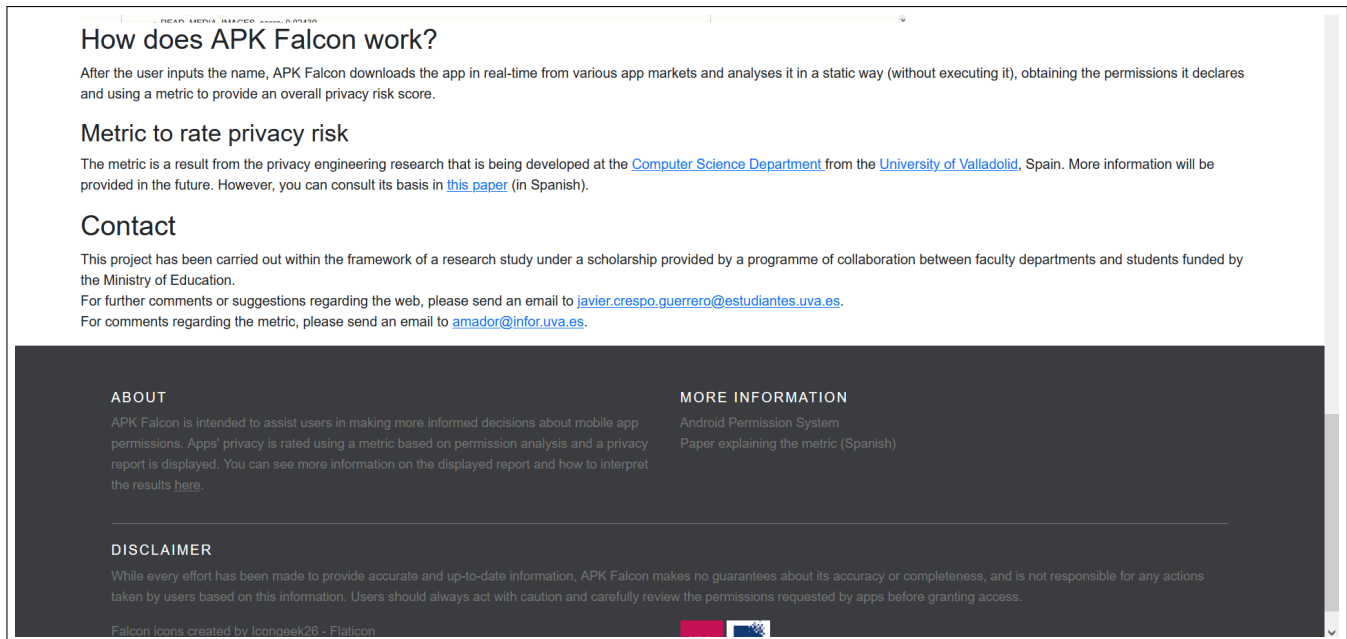 READ_MEDIA_IMAGES, score: 0.02439
How does APK Falcon work?
After the user inputs the name, APK Falcon downloads the app in real-time from various app markets and analyses it in a static way (without executing it), obtaining the permissions it declares
and using a metric to provide an overall privacy risk score.
Metric to rate privacy risk
The metric is a result from the privacy engineering research that is being developed at the Computer Science Department from the University of Valladolid, Spain. More information will be
provided in the future. However, you can consult its basis in this paper (in Spanish).
Contact
This project has been carried out within the framework of a research study under a scholarship provided by a programme of collaboration between faculty departments and students funded by
the Ministry of Education.
For further comments or suggestions regarding the web, please send an email to javier.crespo.guerrero@estudiantes.uva.es.
For comments regarding the metric, please send an email to amador@infor.uva.es.
ABOUT
APK Falcon is intended to assist users in making more informed decisions about mobile app
permissions. Apps' privacy is rated using a metric based on permission analysis and a privacy
report is displayed. You can see more information on the displayed report and how to interpret
the results here.
MORE INFORMATION
Android Permission System
Paper explaining the metric (Spanish)
DISCLAIMER
While every effort has been made to provide accurate and up-to-date information, APK Falcon makes no guarantees about its accuracy or completeness, and is not responsible for any actions
taken by users based on this information. Users should always act with caution and carefully review the permissions requested by apps before granting access.
Falcon icons created by Icongeek26 - Flaticon